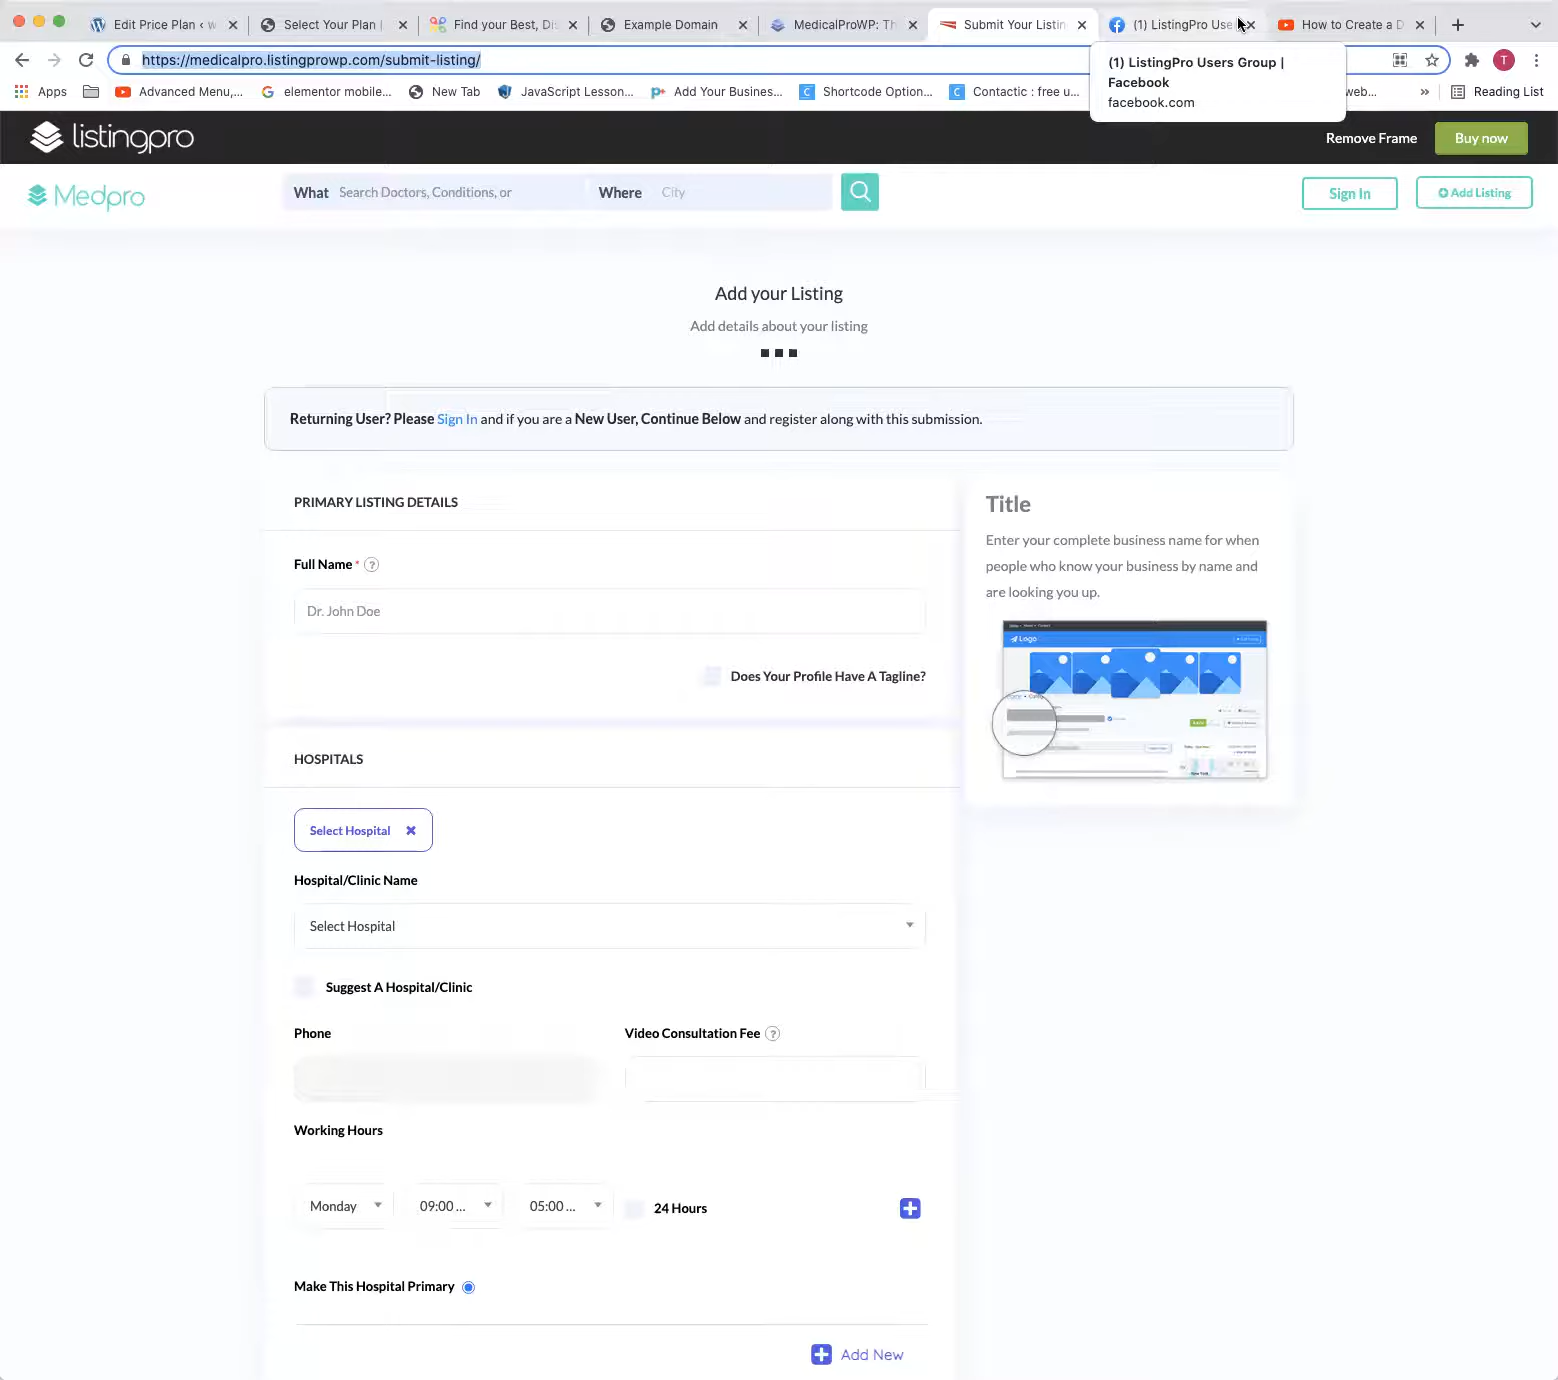 Edit Price Plan ‹ w
Select Your Plan |
Find your Best, Dis
Example Domain
MedicalProWP: Th
Submit Your Listin
(1) ListingPro Use
How to Create a D
https://medicalpro.listingprowp.com/submit-listing/
T
(1) ListingPro Users Group |
Facebook
facebook.com
Apps
Advanced Menu,...
elementor mobile...
New Tab
JavaScript Lesson...
Add Your Busines...
Shortcode Option...
Contactic : free u...
web...
»
Reading List
listingpro
Remove Frame
Buy now
Medpro
What Search Doctors, Conditions, or
Where City
Sign In
Add Listing
Add your Listing
Add details about your listing
Returning User? Please Sign In and if you are a New User, Continue Below and register along with this submission.
PRIMARY LISTING DETAILS
Full Name * ?
Dr. John Doe
Does Your Profile Have A Tagline?
Title
Enter your complete business name for when
people who know your business by name and
are looking you up.
Logo
HOSPITALS
Select Hospital
Hospital/Clinic Name
Select Hospital
Suggest A Hospital/Clinic
Phone
Video Consultation Fee ?
Working Hours
Monday
09:00 ...
05:00 ...
24 Hours
Make This Hospital Primary
Add New